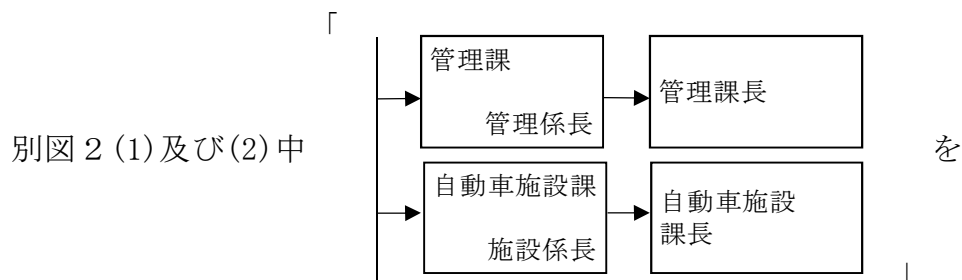 「
管理課
管理係長
管理課長
別図2(1)及び(2)中
を
自動車施設課
施設係長
自動車施設
課長
」